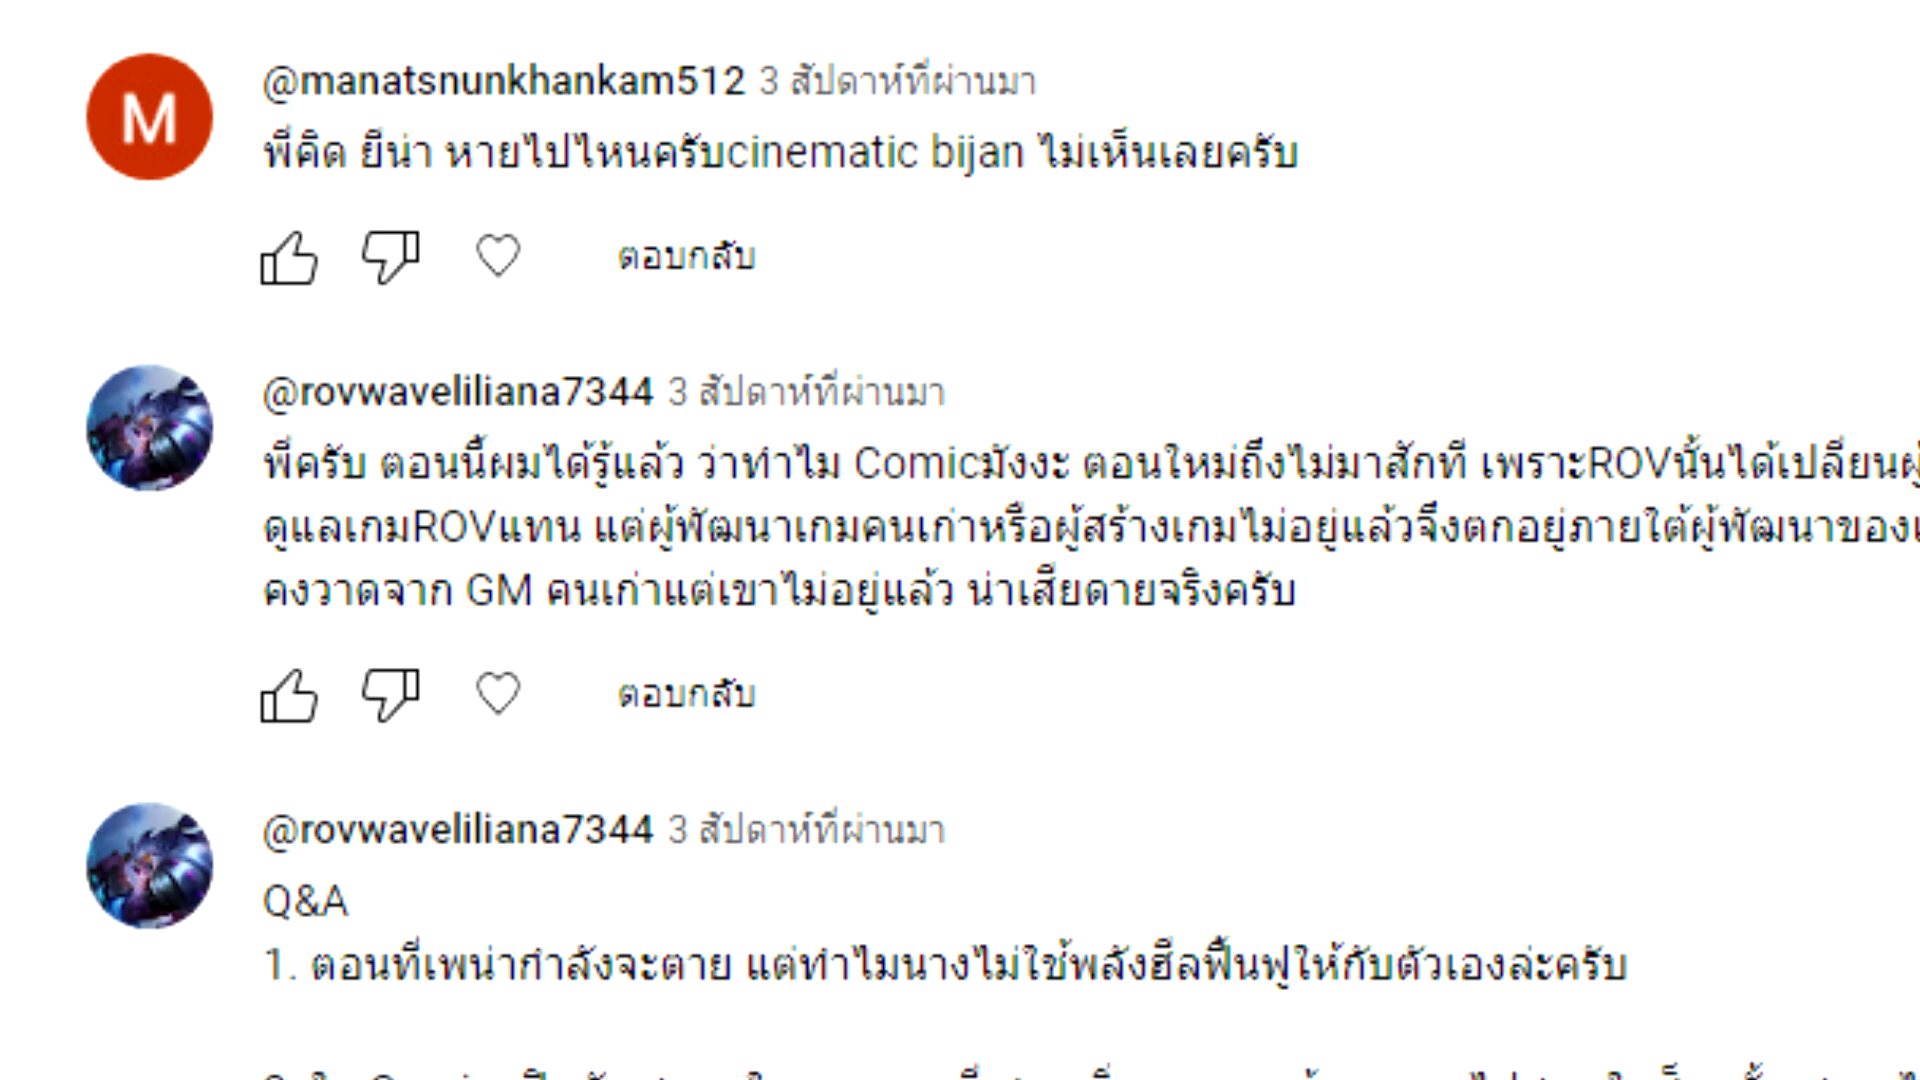 M
@manatsnunkhankam512 3 สัปดาห์ที่ผ่านมา
พี่คิด ยีน่า หายไปไหนครับcinematic bijan ไม่เห็นเลยครับ
ตอบกลับ
@rovwaveliliana7344 3 สัปดาห์ที่ผ่านมา
พี่ครับ ตอนนี้ผมได้รู้แล้ว ว่าทำไม Comicมังงะ ตอนใหม่ถึงไม่มาสักที เพราะROVนั้นได้เปลี่ยน
ดูแลเกมROVแทน แต่ผู้พัฒนาเกมคนเก่าหรือผู้สร้างเกมไม่อยู่แล้วจึงตกอยู่ภายใต้ผู้พัฒนาของ
คงวาดจาก GM คนเก่าแต่เขาไม่อยู่แล้ว น่าเสียดายจริงครับ
ตอบกลับ
@rovwaveliliana7344 3 สัปดาห์ที่ผ่านมา
Q&A
1. ตอนที่เพน่ากำลังจะตาย แต่ทำไมนางไม่ใช้พลังฮีลฟื้นฟูให้กับตัวเองล่ะครับ